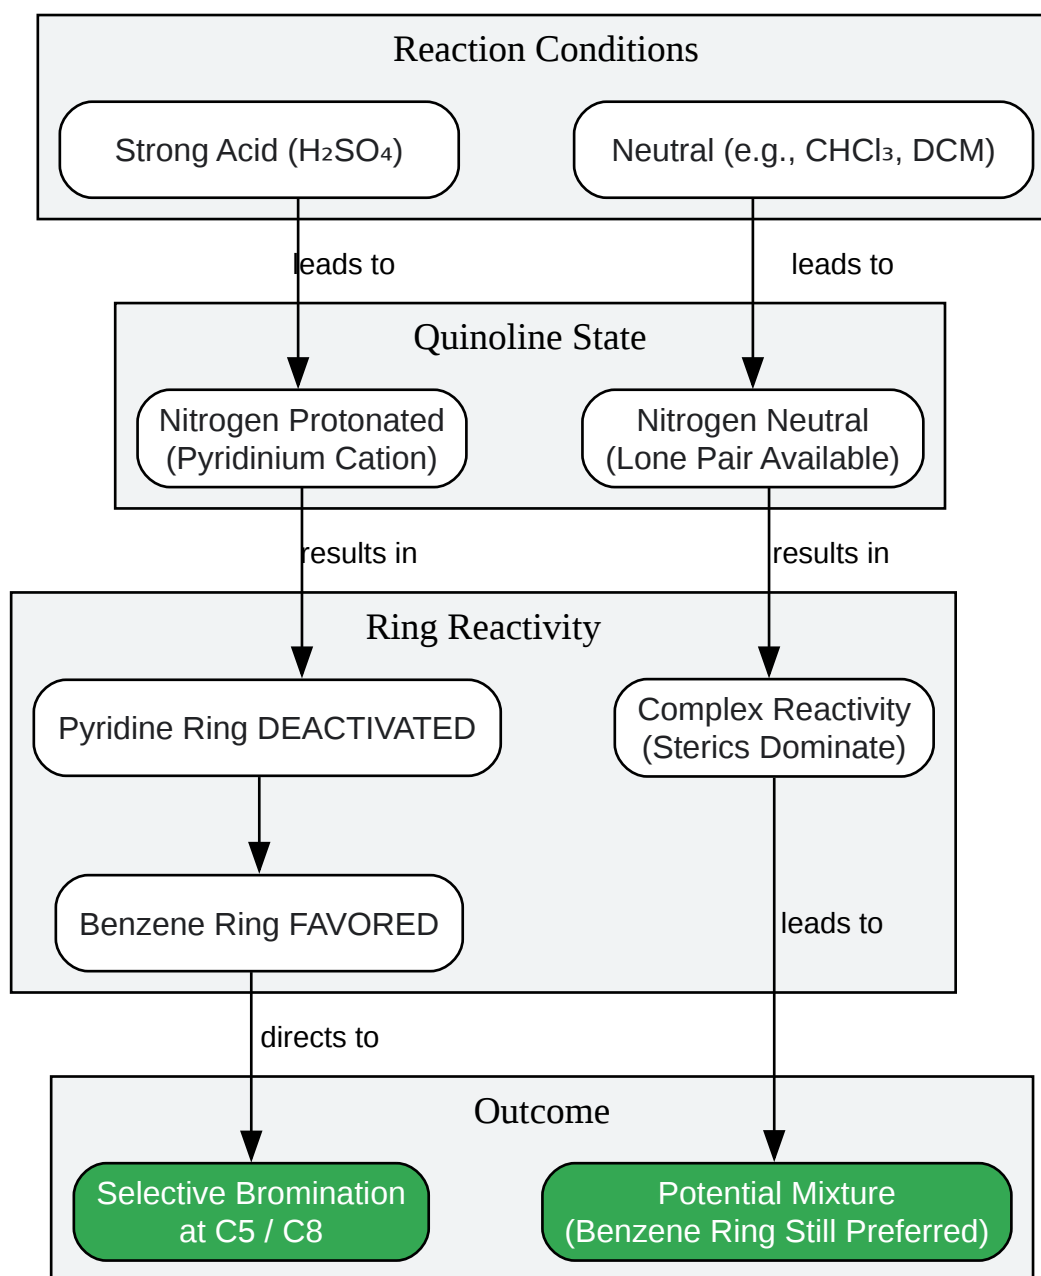 Reaction Conditions
Strong Acid (H₂SO₄)
Neutral (e.g., CHCl₃, DCM)
leads to
leads to
Quinoline State
Nitrogen Protonated
(Pyridinium Cation)
Nitrogen Neutral
(Lone Pair Available)
results in
results in
Ring Reactivity
Pyridine Ring DEACTIVATED
Complex Reactivity
(Sterics Dominate)
Benzene Ring FAVORED
leads to
directs to
Outcome
Selective Bromination
at C5 / C8
Potential Mixture
(Benzene Ring Still Preferred)